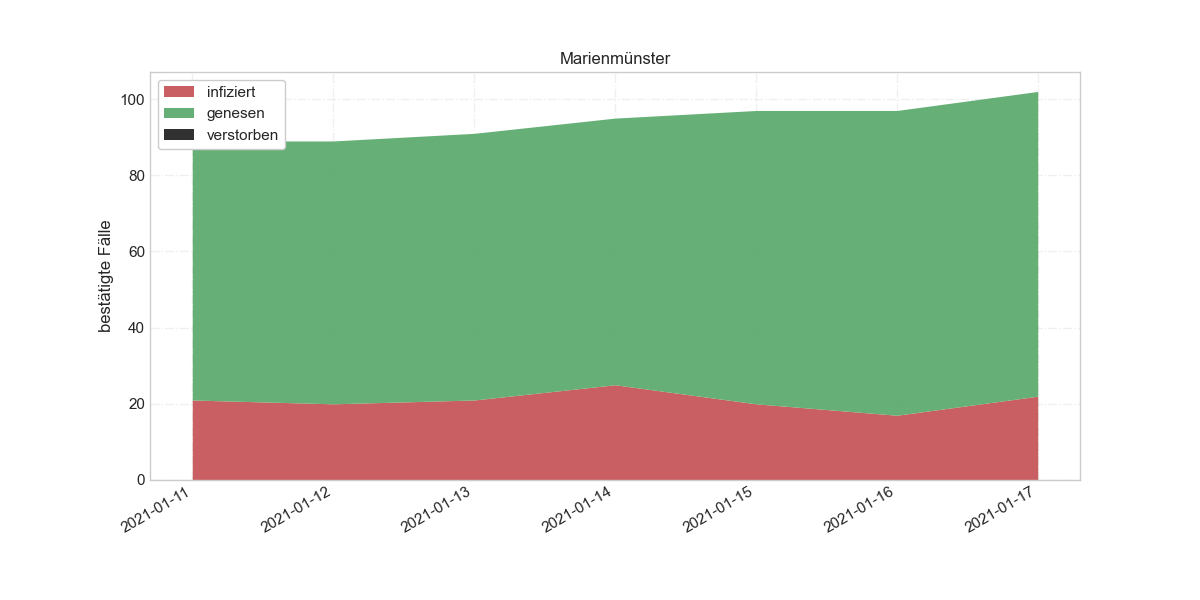 Marienmünster
infiziert
genesen
verstorben
bestätigte Fälle
100
80
60
40
20
0
2021-01-11
2021-01-12
2021-01-13
2021-01-14
2021-01-15
2021-01-16
2021-01-17